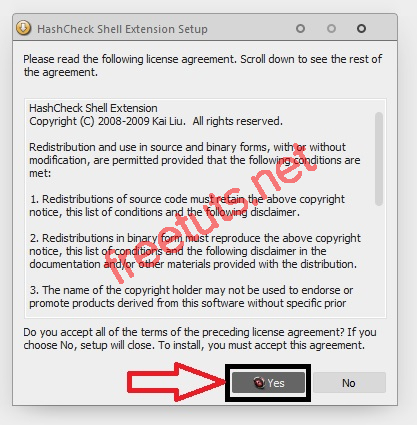 HashCheck Shell Extension Setup
Please read the following license agreement. Scroll down to see the rest
of the agreement.
HashCheck Shell Extension
Copyright (C) 2008-2009 Kai Liu.  All rights reserved.
Redistribution and use in source and binary forms, with or without
modification, are permitted provided that the following conditions are
met:
1. Redistributions of source code must retain the above copyright
notice, this list of conditions and the following disclaimer.
2. Redistributions in binary form must reproduce the above copyright
notice, this list of conditions and the following disclaimer in the
documentation and/or other materials provided with the distribution.
3. The name of the copyright holder may not be used to endorse or
promote products derived from this software without specific prior
freetuts.net
Do you accept all of the terms of the preceding license agreement? If you
choose No, setup will close. To install, you must accept this agreement.
Yes
No